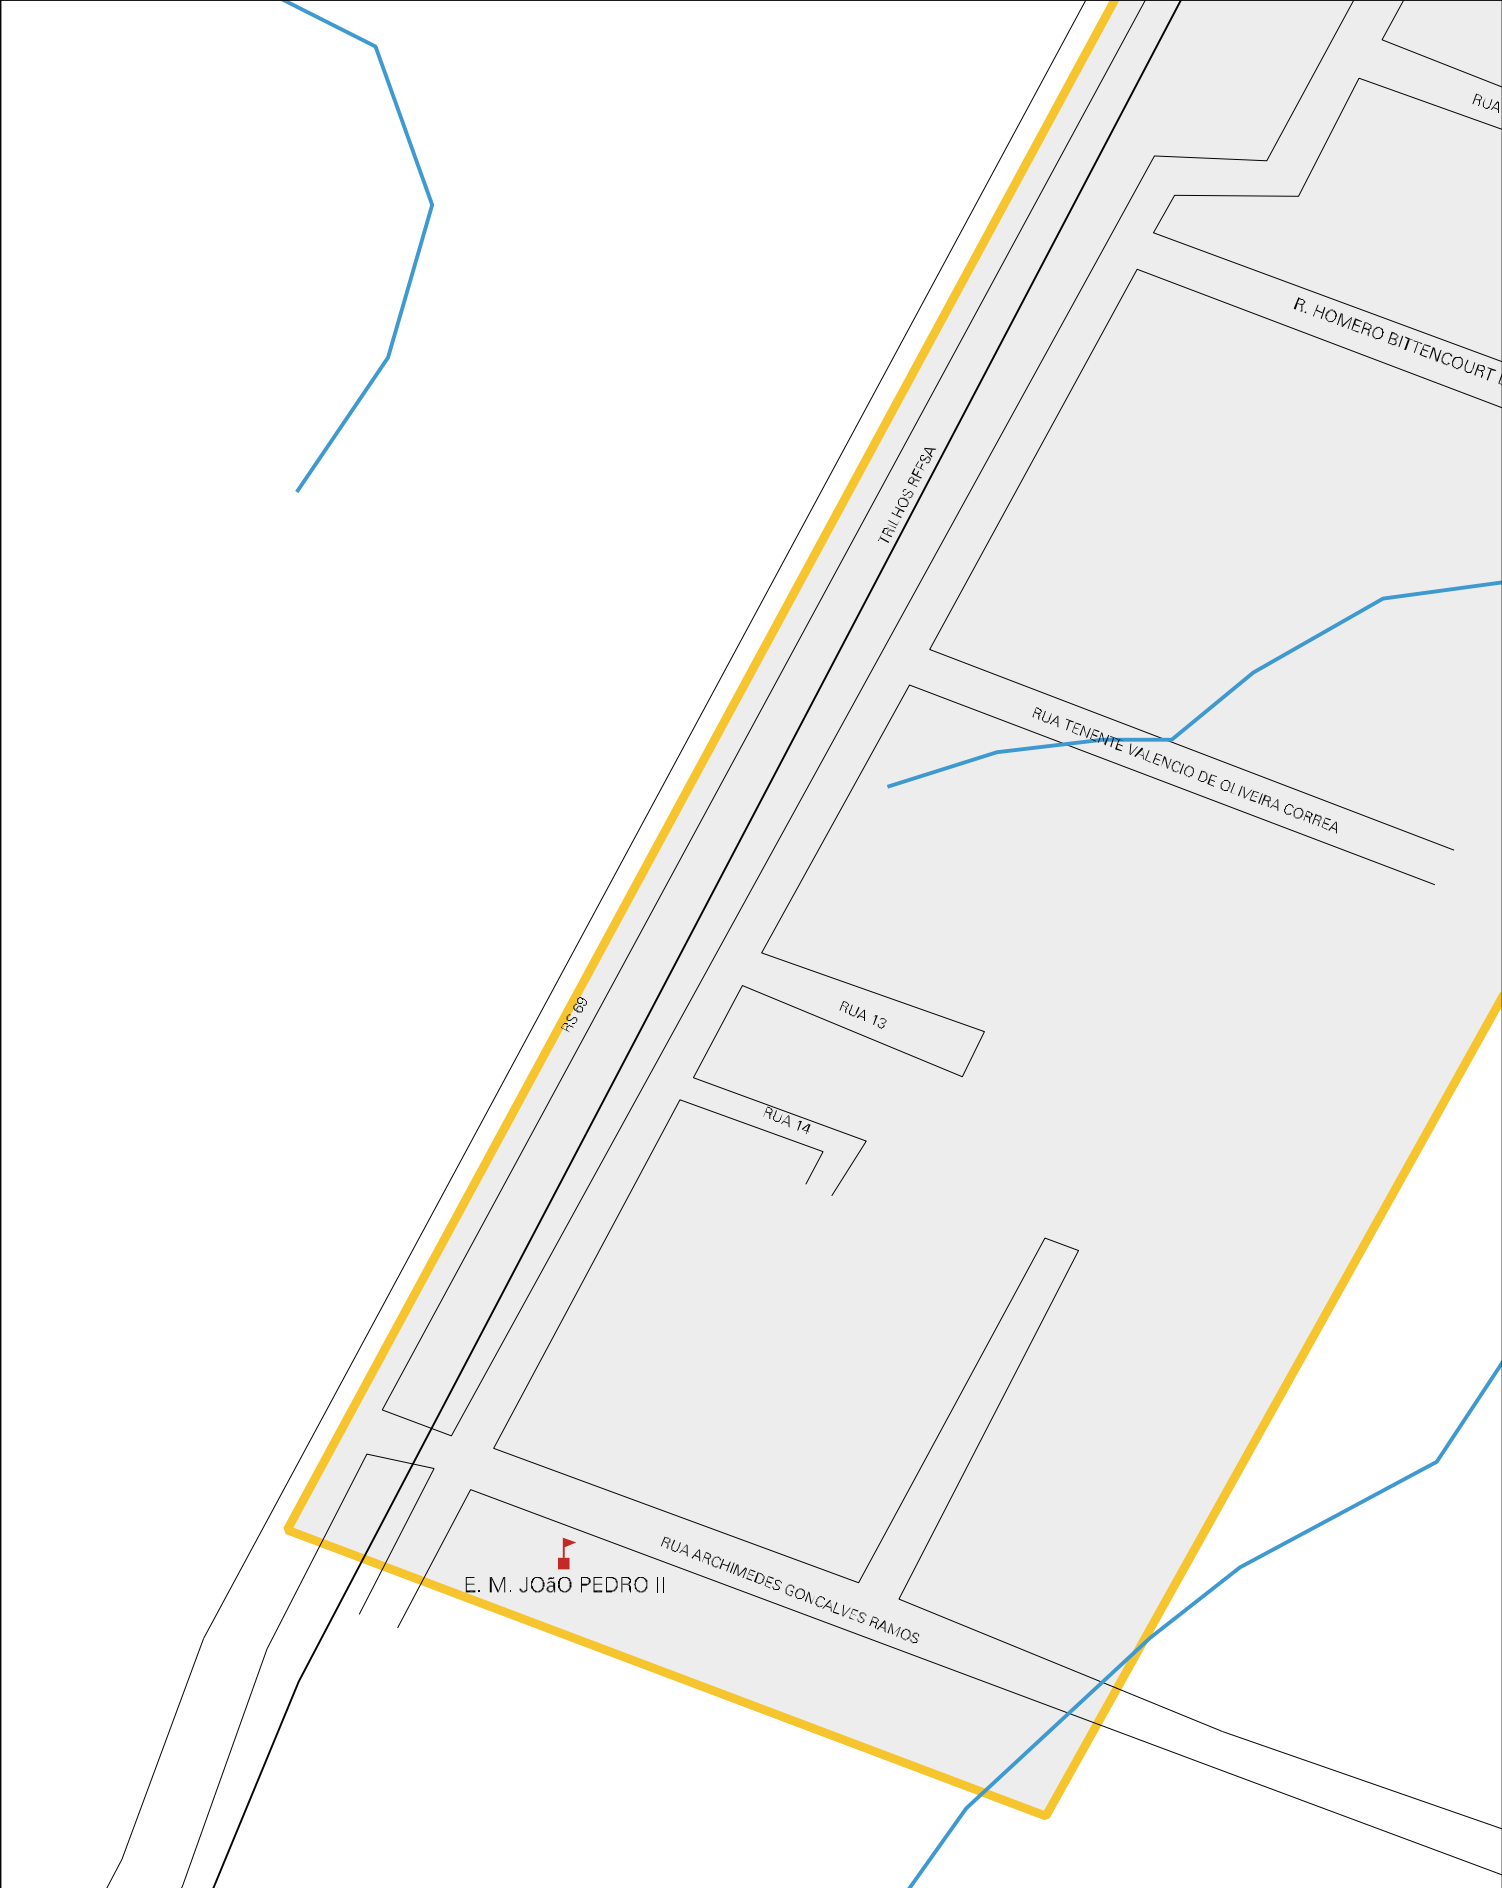 RUA
R. HOMERO BITTENCOURT
TRILHOS RFFSA
RUA TENENTE VALENCIO DE OLIVEIRA CORREA
RS 69
RUA 13
RUA 14
RUA ARCHIMEDES GONCALVES RAMOS
E. M. JOãO PEDRO II